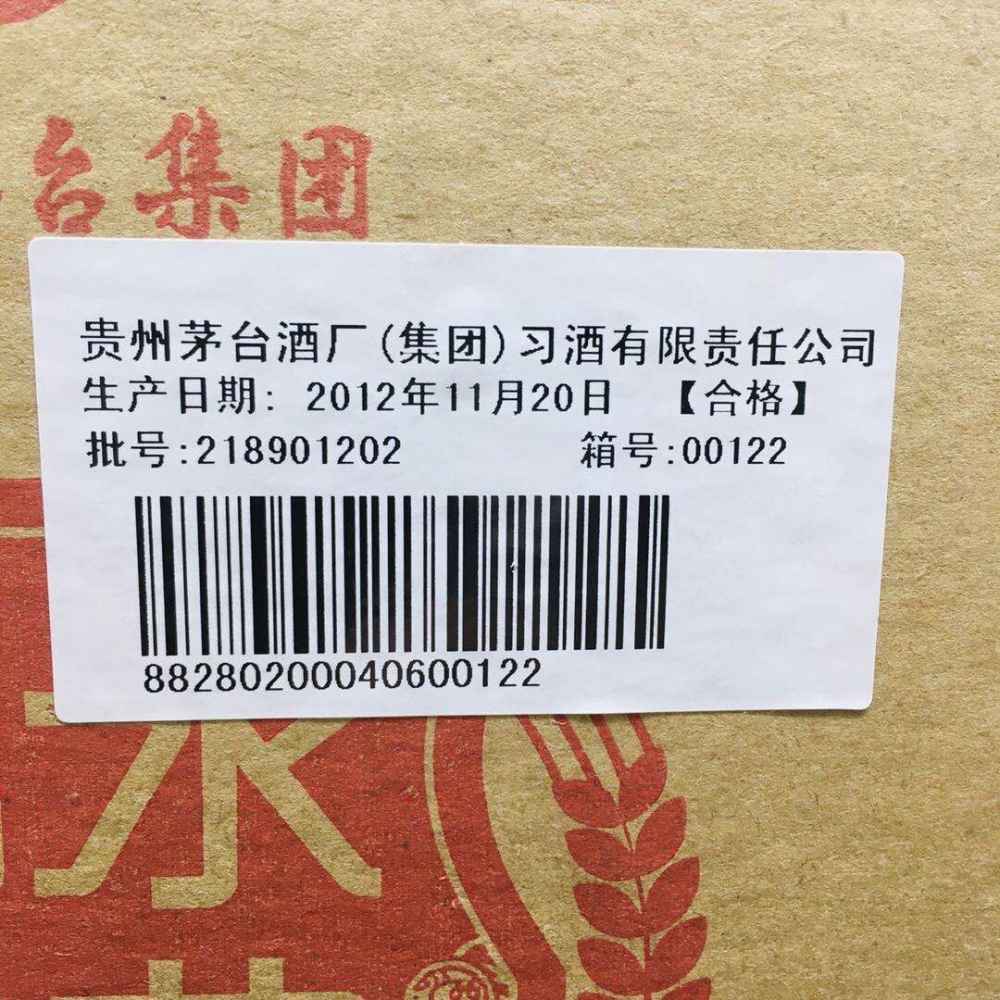 台集团
贵州茅台酒厂(集团)习酒有限责任公司
生产日期: 2012年11月20日 【合格】
批号:218901202 箱号:00122
88280200040600122
水